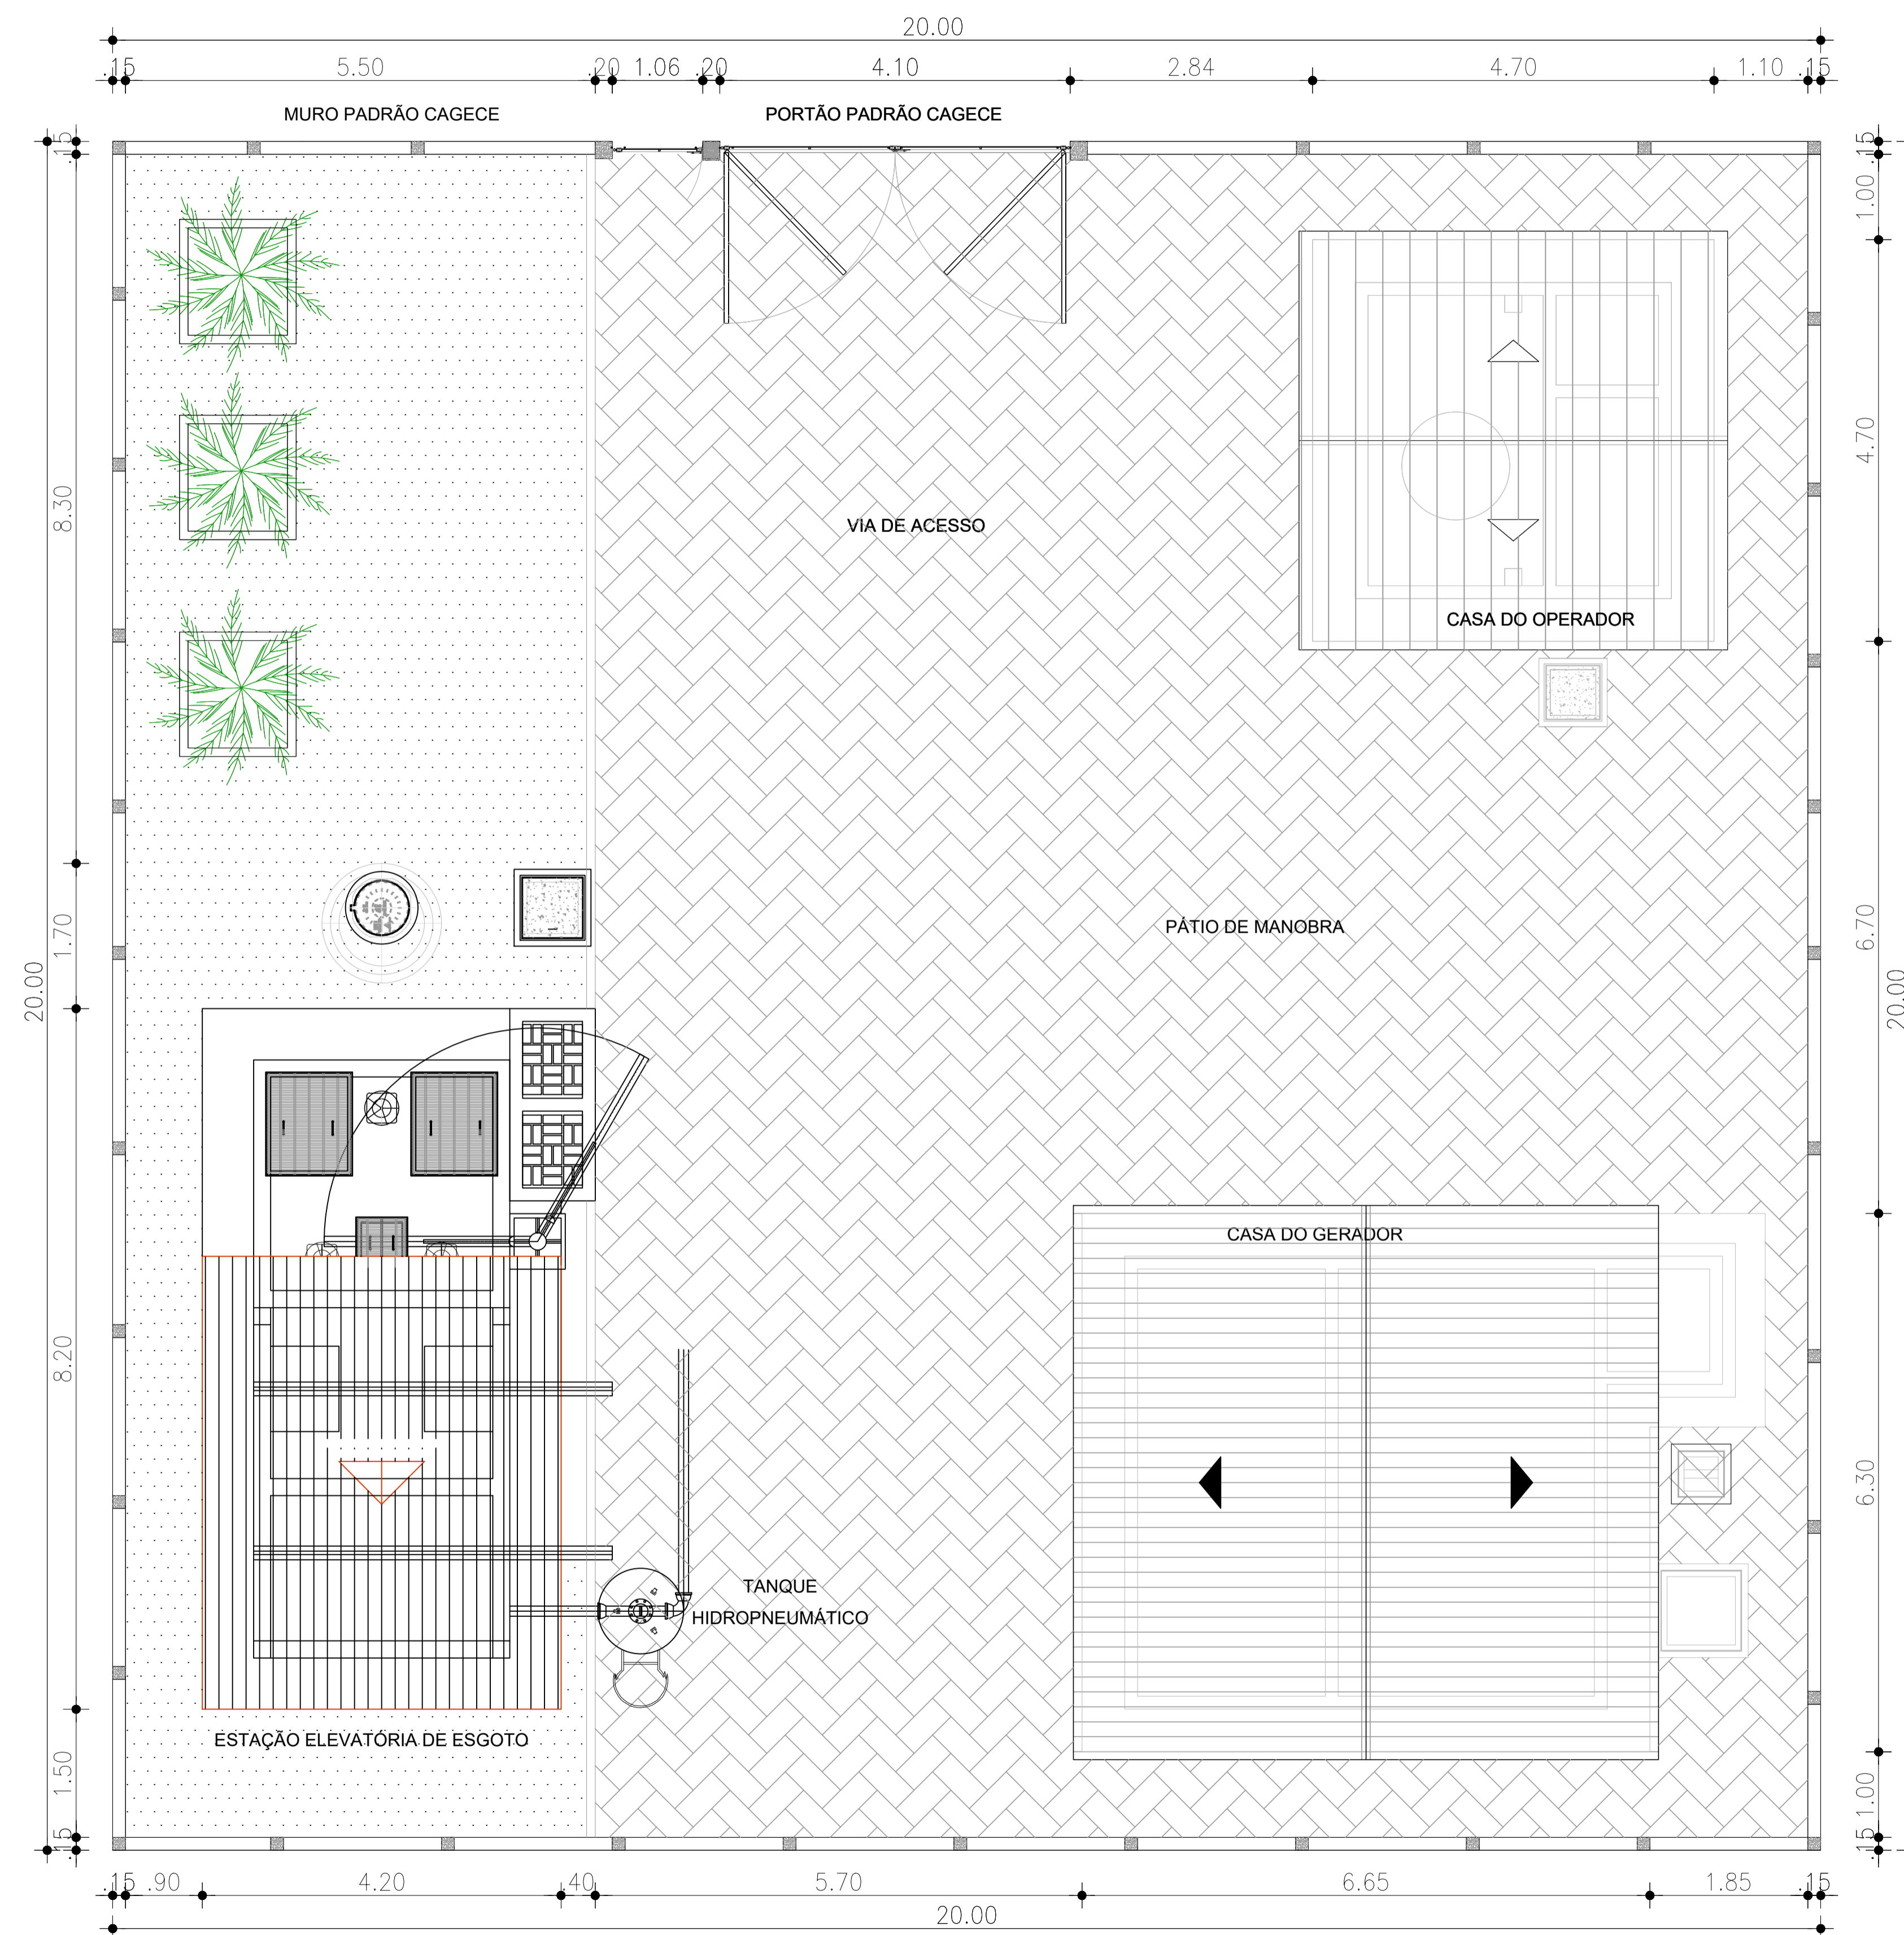 20.00
.15 5.50 .20 1.06 .20 4.10 2.84 4.70 1.10 .15
MURO PADRÃO CAGECE PORTÃO PADRÃO CAGECE
.15
.15
1.00
4.70
8.30
VIA DE ACESSO
CASA DO OPERADOR
1.70
6.70
PÁTIO DE MANOBRA
20.00
20.00
CASA DO GERADOR
8.20
6.30
TANQUE
HIDROPNEUMÁTICO
ESTAÇÃO ELEVATÓRIA DE ESGOTO
1.50
1.00
.15
.15
.15 .90 4.20 .40 5.70 6.65 1.85 .15
20.00